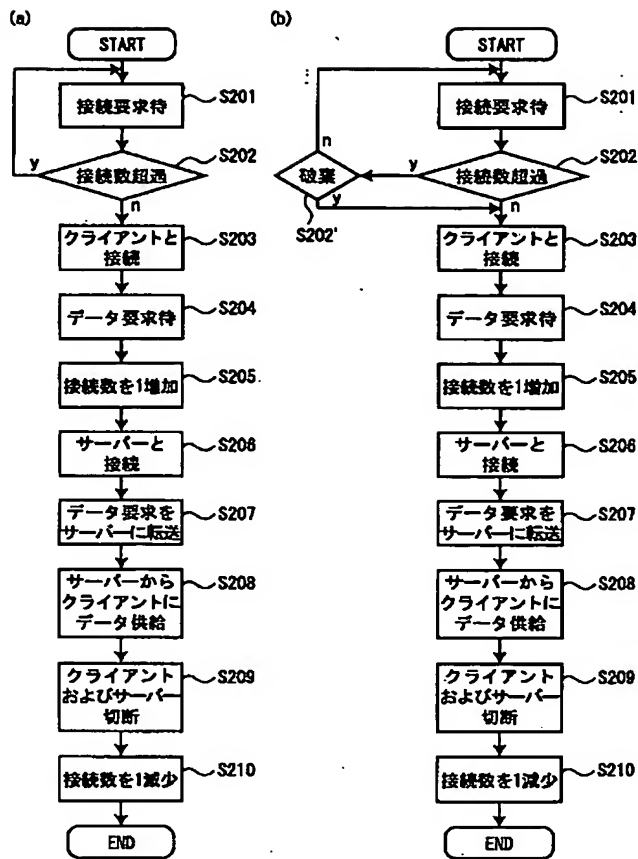 (a)
START
接続要求待
S201
接続数超過
S202
y
n
クライアントと
接続
S203
データ要求待
S204
接続数を1増加
S205
サーバーと
接続
S206
データ要求を
サーバーに転送
S207
サーバーから
クライアントに
データ供給
S208
クライアント
およびサーバー
切断
S209
接続数を1減少
S210
END
(b)
START
接続要求待
S201
接続数超過
S202
y
n
破棄
n
y
S202'
クライアントと
接続
S203
データ要求待
S204
接続数を1増加
S205
サーバーと
接続
S206
データ要求を
サーバーに転送
S207
サーバーから
クライアントに
データ供給
S208
クライアント
およびサーバー
切断
S209
接続数を1減少
S210
END